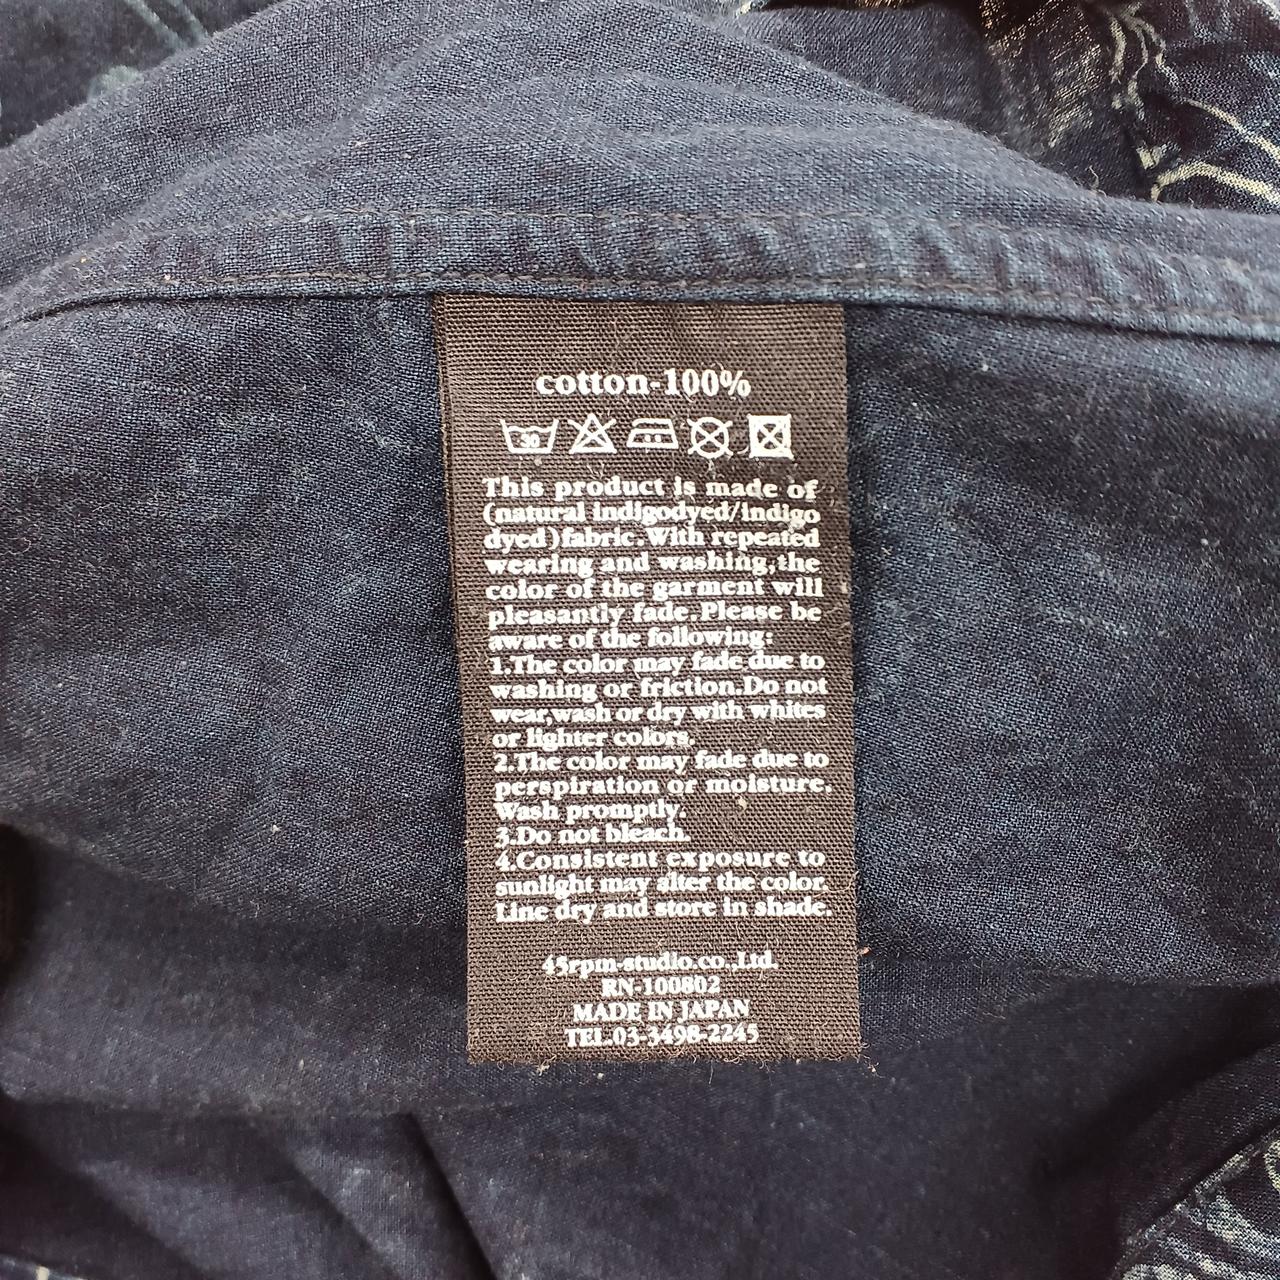 cotton-100%
30
This product is made of
(natural indigodyed/indigo
dyed)fabric.With repeated
wearing and washing,the
color of the garment will
pleasantly fade.Please be
aware of the following:
1.The color may fade due to
washing or friction.Do not
wear,wash or dry with whites
or lighter colors.
2.The color may fade due to
perspiration or moisture.
Wash promptly.
3.Do not bleach.
4.Consistent exposure to
sunlight may alter the color.
Line dry and store in shade.
45rpm-studio.co.,Ltd.
RN-100802
MADE IN JAPAN
TEL.03-3498-2245